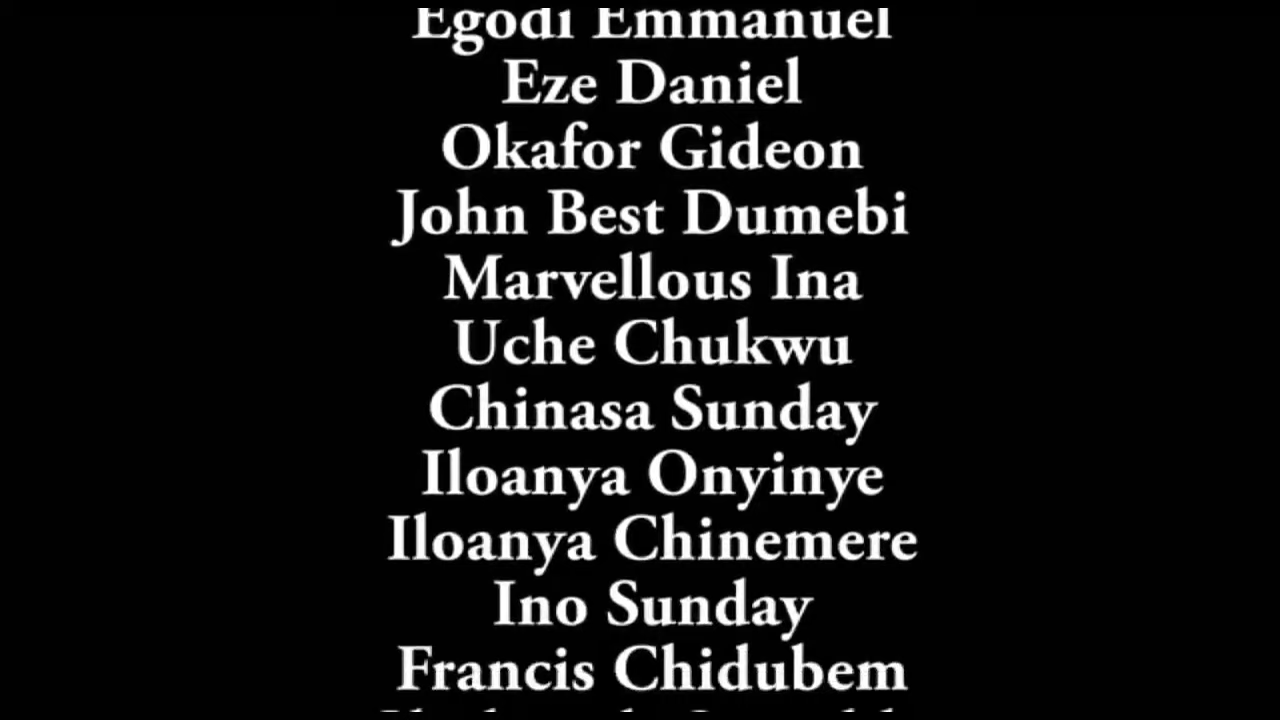 Egodi Emmanuel
Eze Daniel
Okafor Gideon
John Best Dumebi
Marvellous Ina
Uche Chukwu
Chinasa Sunday
Iloanya Onyinye
Iloanya Chinemere
Ino Sunday
Francis Chidubem